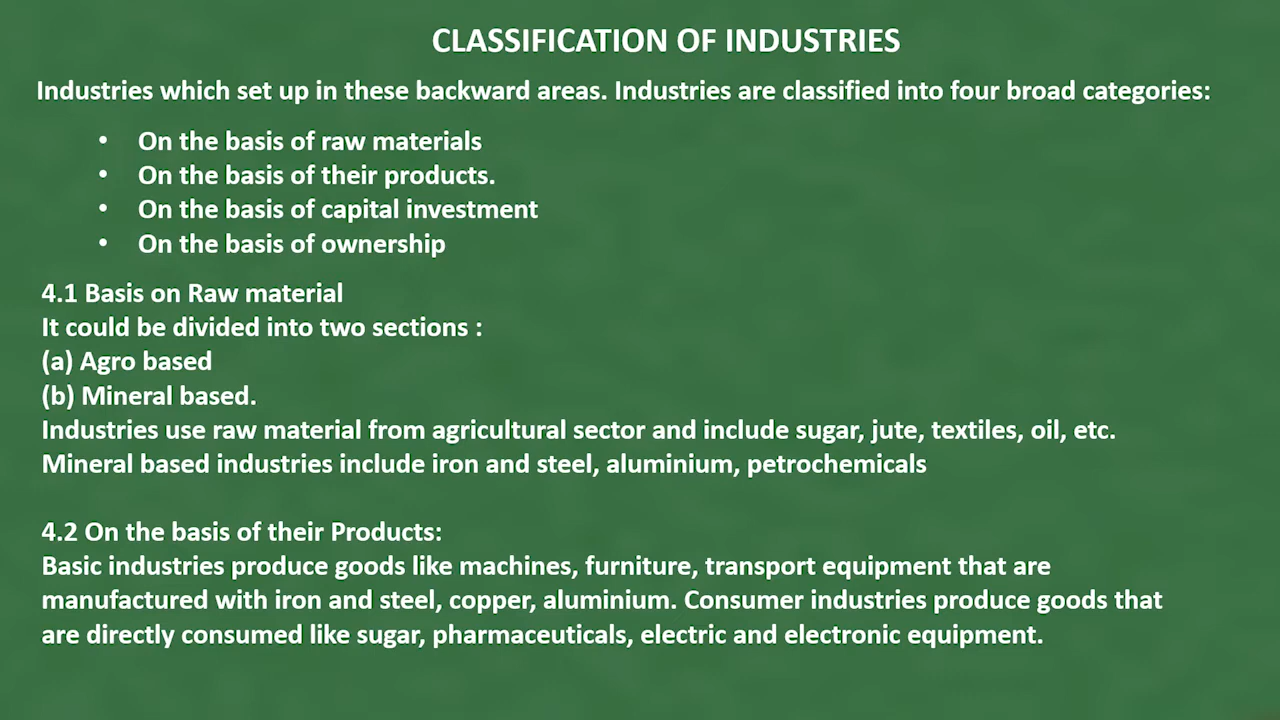 CLASSIFICATION OF INDUSTRIES
Industries which set up in these backward areas. Industries are classified into four broad categories:
• On the basis of raw materials
• On the basis of their products.
• On the basis of capital investment
• On the basis of ownership
4.1 Basis on Raw material
It could be divided into two sections :
(a) Agro based
(b) Mineral based.
Industries use raw material from agricultural sector and include sugar, jute, textiles, oil, etc.
Mineral based industries include iron and steel, aluminium, petrochemicals
4.2 On the basis of their Products:
Basic industries produce goods like machines, furniture, transport equipment that are
manufactured with iron and steel, copper, aluminium. Consumer industries produce goods that
are directly consumed like sugar, pharmaceuticals, electric and electronic equipment.